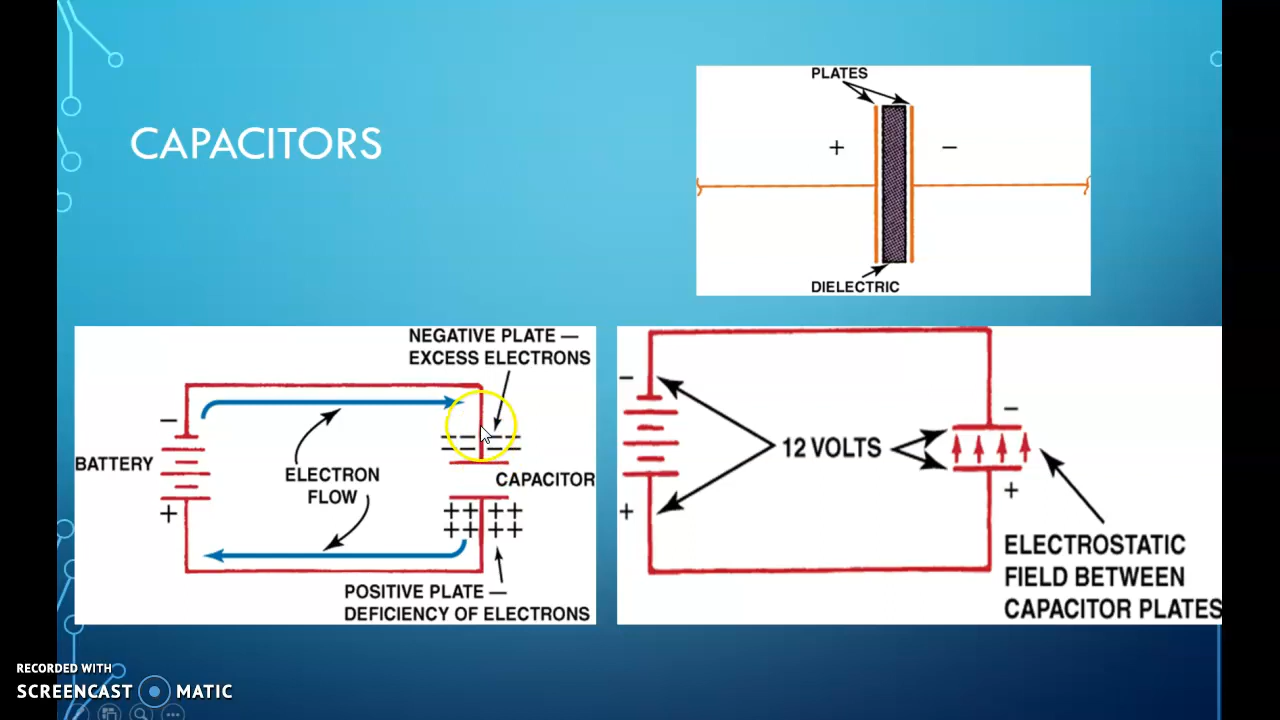 CAPACITORS
PLATES
+ −
DIELECTRIC
NEGATIVE PLATE —
EXCESS ELECTRONS
−
BATTERY
+
ELECTRON
FLOW
CAPACITOR
++ ++
++ ++
POSITIVE PLATE —
DEFICIENCY OF ELECTRONS
−
+
12 VOLTS
−
+
ELECTROSTATIC
FIELD BETWEEN
CAPACITOR PLATES
RECORDED WITH
SCREENCAST MATIC